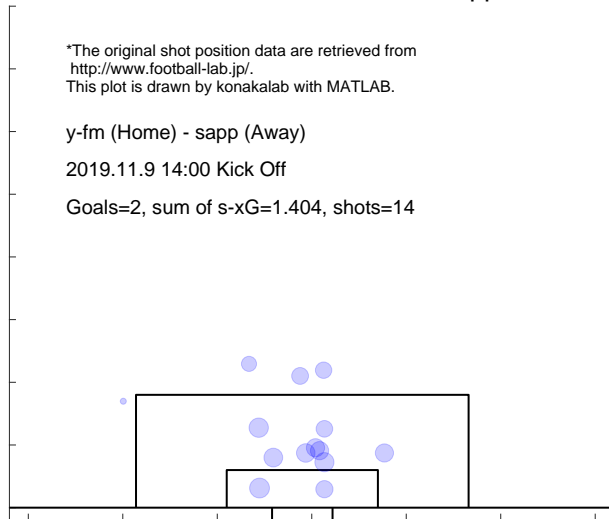 *The original shot position data are retrieved from
http://www.football-lab.jp/.
This plot is drawn by konakalab with MATLAB.
y-fm (Home) - sapp (Away)
2019.11.9 14:00 Kick Off
Goals=2, sum of s-xG=1.404, shots=14